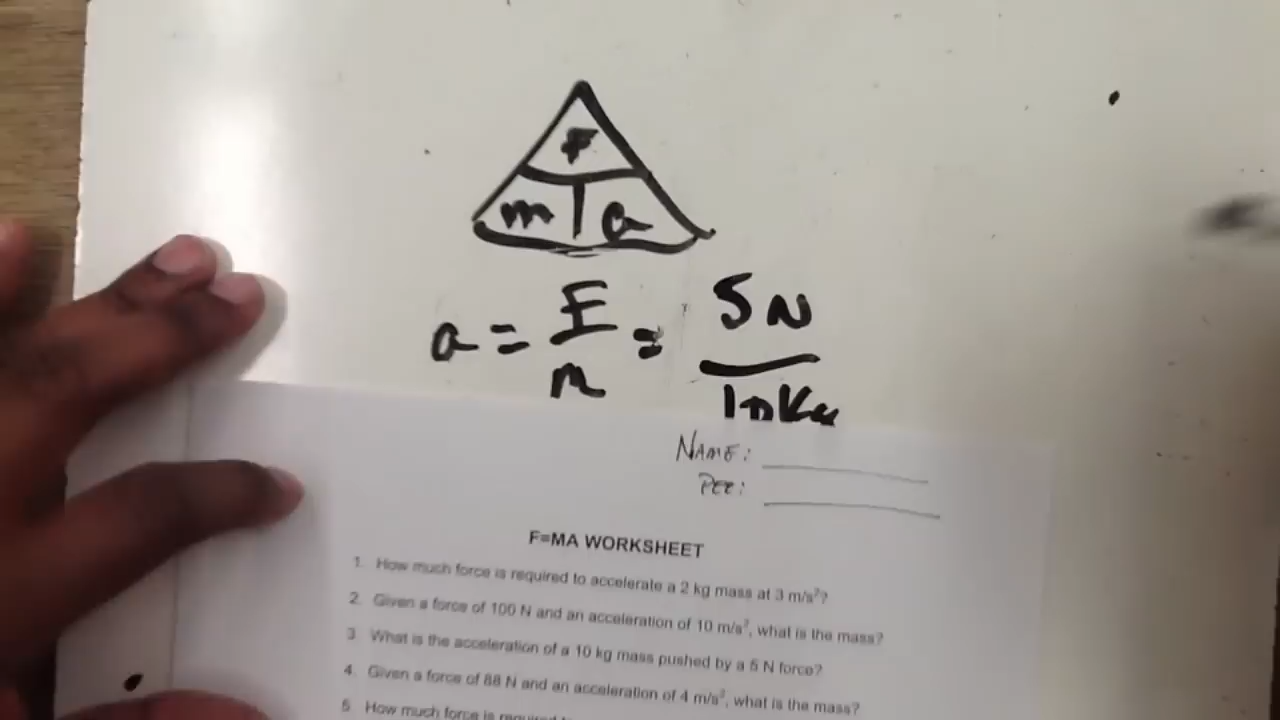 F
m a
a = F/m = 5N/10Kg
NAME:
PER:
F=MA WORKSHEET
1. How much force is required to accelerate a 2 kg mass at 3 m/s²?
2. Given a force of 100 N and an acceleration of 10 m/s², what is the mass?
3. What is the acceleration of a 10 kg mass pushed by a 5 N force?
4. Given a force of 88 N and an acceleration of 4 m/s², what is the mass?
5 How much force is